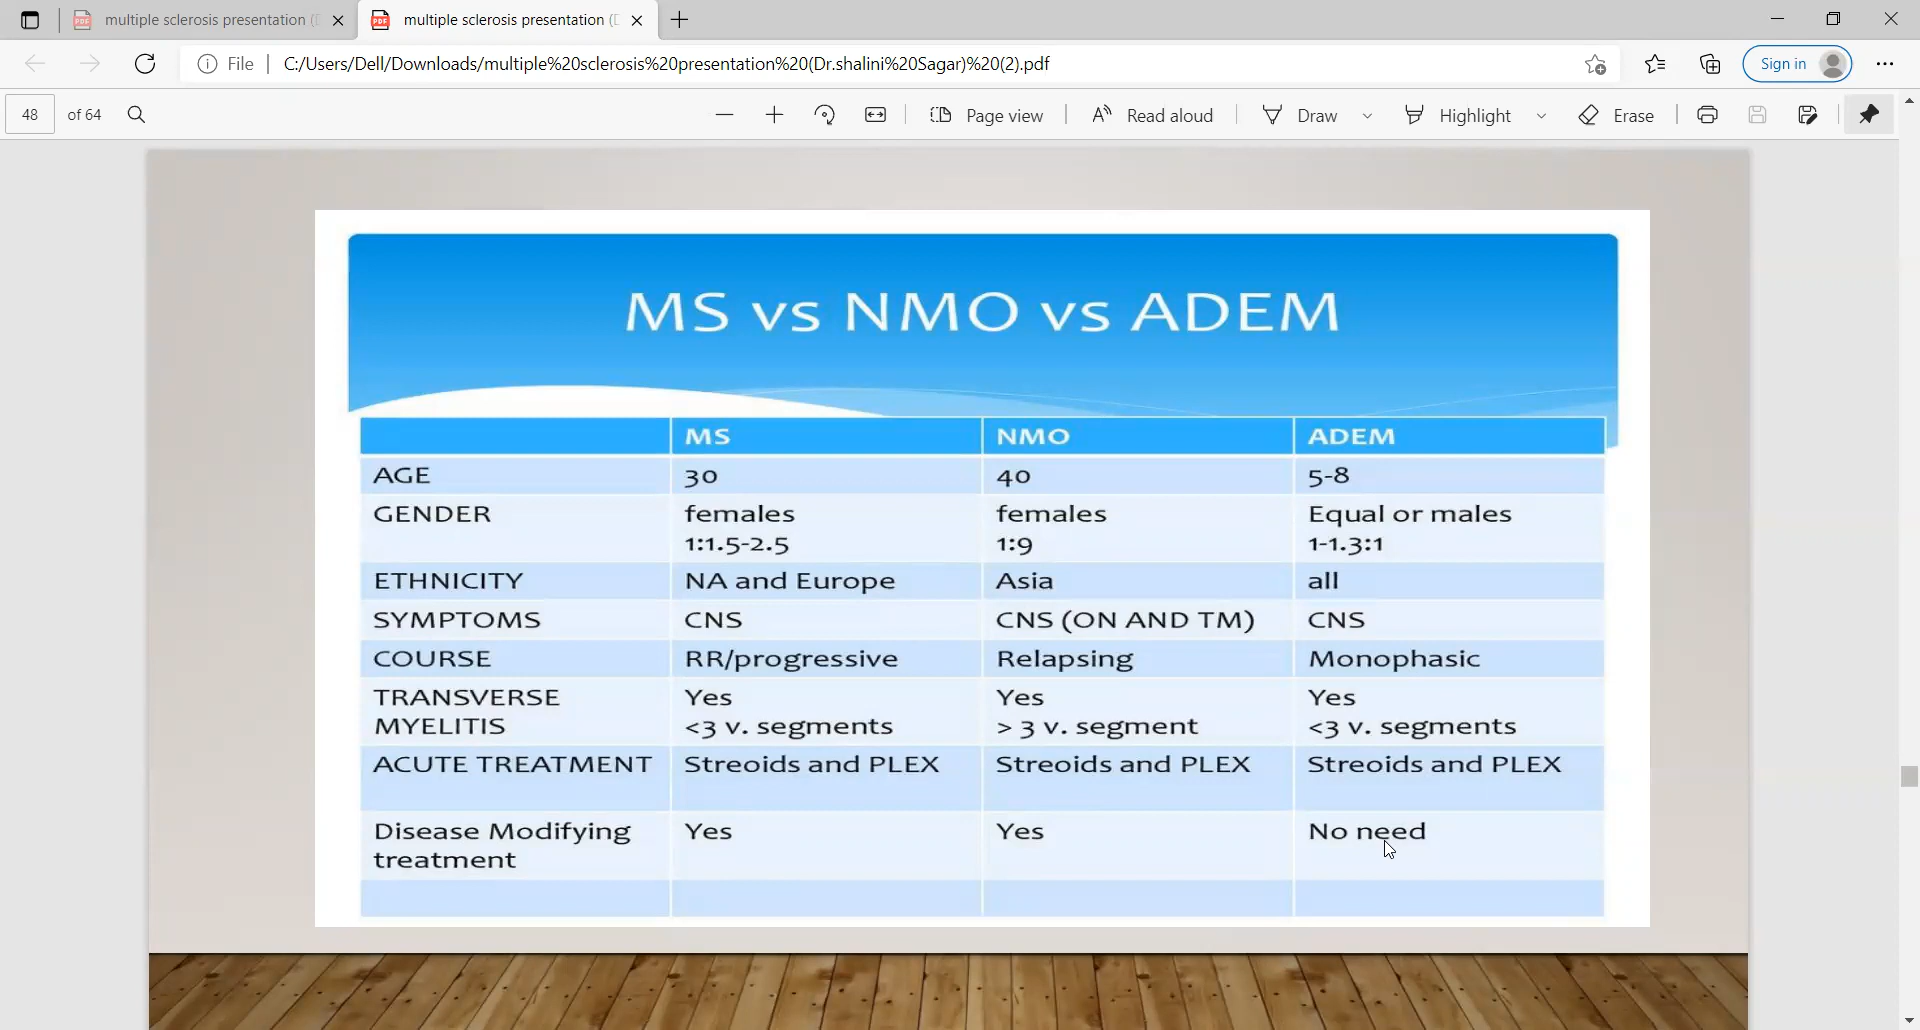 multiple sclerosis presentation (
multiple sclerosis presentation (D
File
C:/Users/Dell/Downloads/multiple%20sclerosis%20presentation%20(Dr.shalini%20Sagar)%20(2).pdf
Sign in
48 of 64
Page view
Read aloud
Draw
Highlight
Erase
MS vs NMO vs ADEM
MS NMO ADEM
AGE 30 40 5-8
GENDER females females Equal or males
1:1.5-2.5 1:9 1-1.3:1
ETHNICITY NA and Europe Asia all
SYMPTOMS CNS CNS (ON AND TM) CNS
COURSE RR/progressive Relapsing Monophasic
TRANSVERSE Yes Yes Yes
MYELITIS <3 v. segments > 3 v. segment <3 v. segments
ACUTE TREATMENT Streoids and PLEX Streoids and PLEX Streoids and PLEX
Disease Modifying Yes Yes No need
treatment